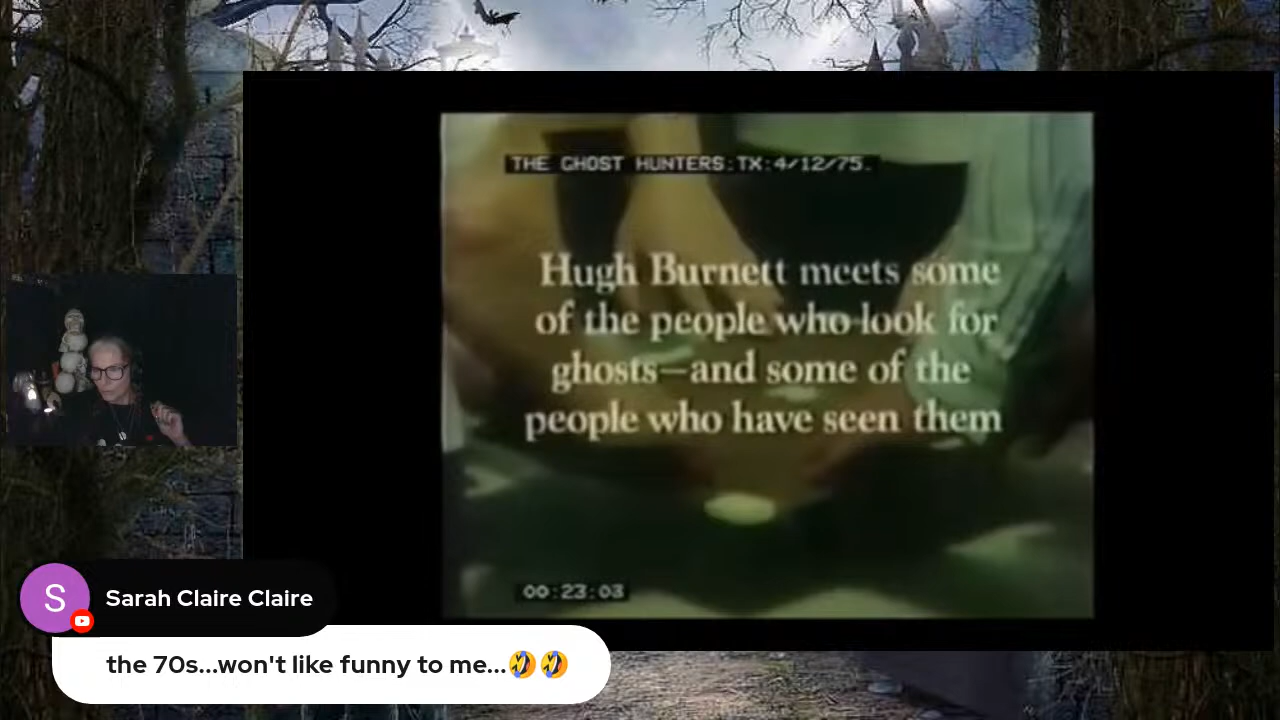 THE GHOST HUNTERS:TX:4/12/75.
Hugh Burnett meets some
of the people who look for
ghosts—and some of the
people who have seen them
00:23:03
S
Sarah Claire Claire
the 70s...won't like funny to me...🤣🤣